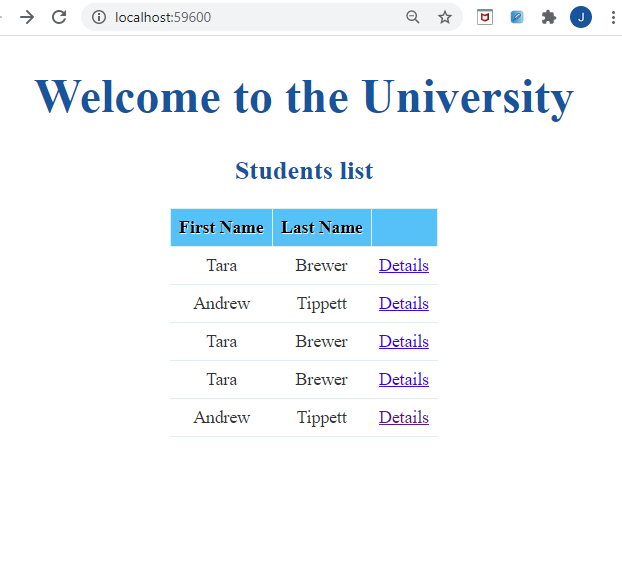 localhost:59600
J
Welcome to the University
Students list
First Name Last Name
Tara Brewer Details
Andrew Tippett Details
Tara Brewer Details
Tara Brewer Details
Andrew Tippett Details